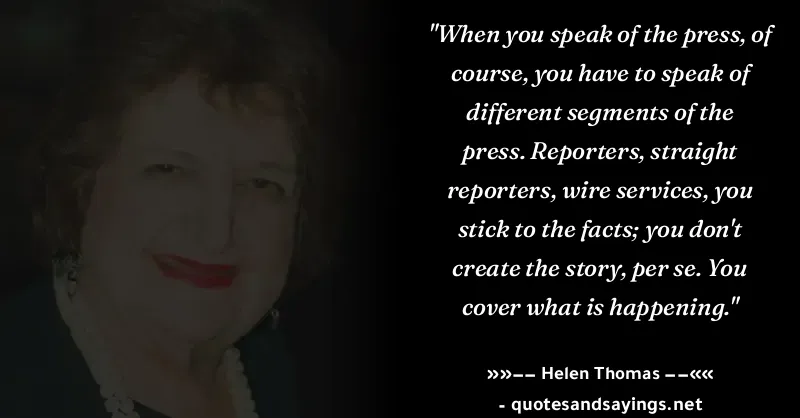 "When you speak of the press, of
course, you have to speak of
different segments of the
press. Reporters, straight
reporters, wire services, you
stick to the facts; you don't
create the story, per se. You
cover what is happening."
»»–– Helen Thomas ––««
- quotesandsayings.net